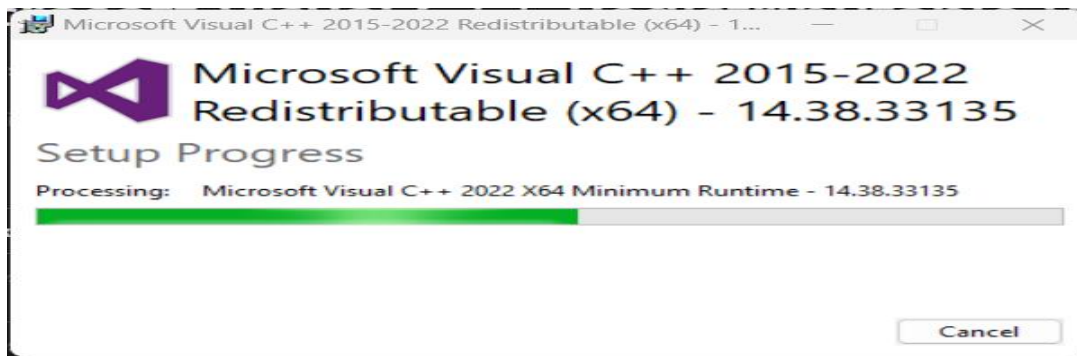 Microsoft Visual C++ 2015-2022 Redistributable (x64) - 1...
Microsoft Visual C++ 2015-2022
Redistributable (x64) - 14.38.33135
Setup Progress
Processing: Microsoft Visual C++ 2022 X64 Minimum Runtime - 14.38.33135
Cancel